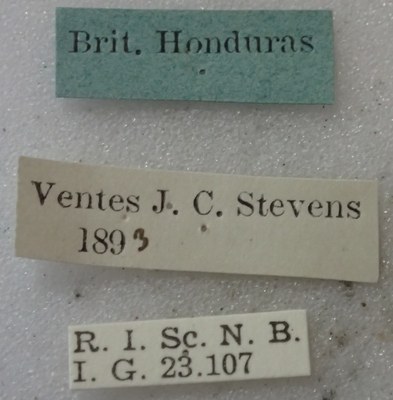 Brit. Honduras
Ventes J. C. Stevens
1893
R. I. Sc. N. B.
I. G. 23.107